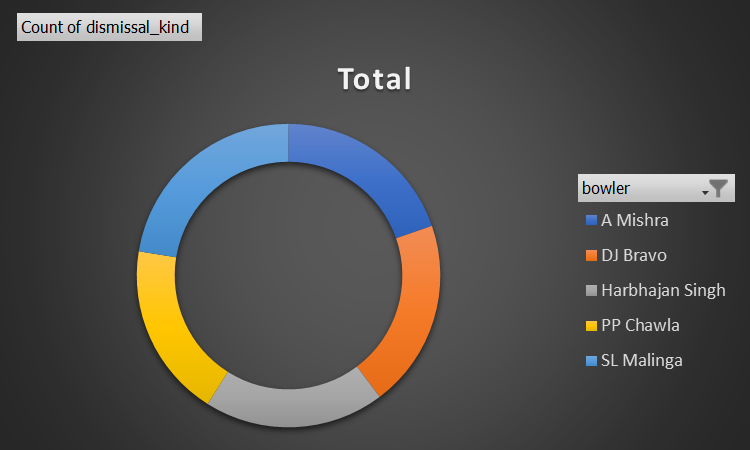 Count of dismissal_kind
Total
bowler
A Mishra
DJ Bravo
Harbhajan Singh
PP Chawla
SL Malinga